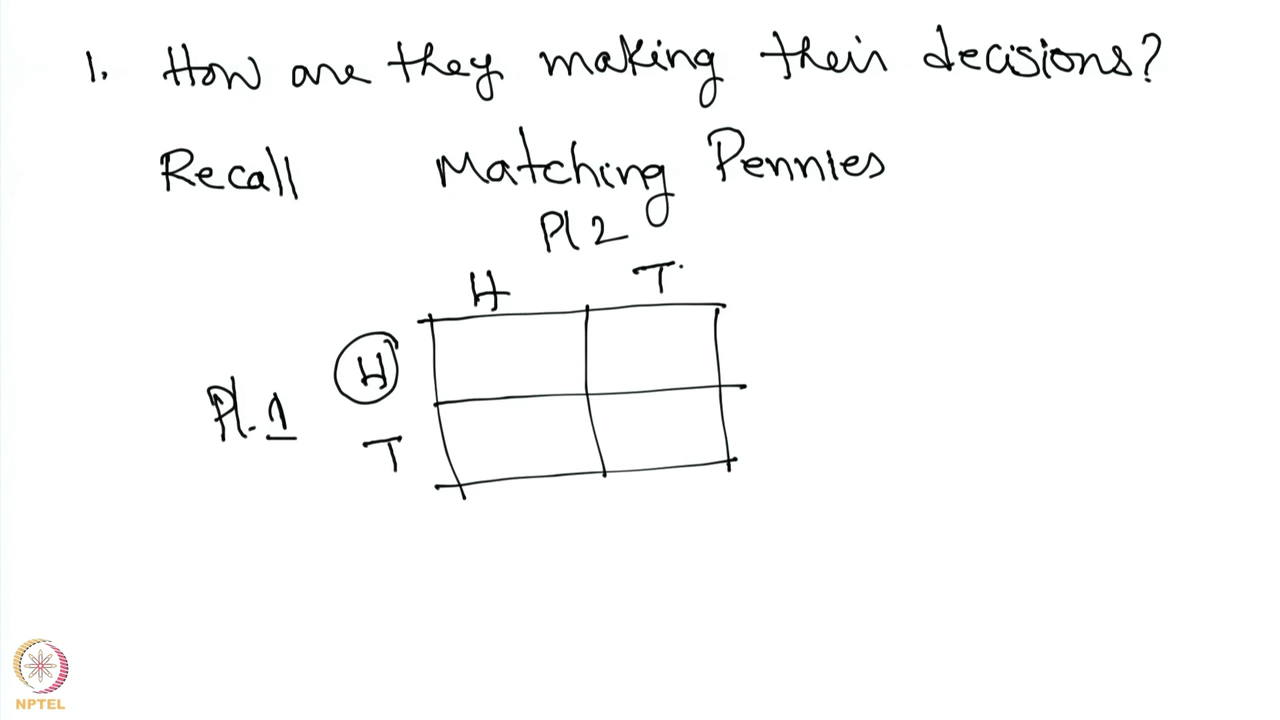 1. How are they making their decisions?
Recall Matching Pennies
Pl 2
H T
H
Pl. 1
T
NPTEL